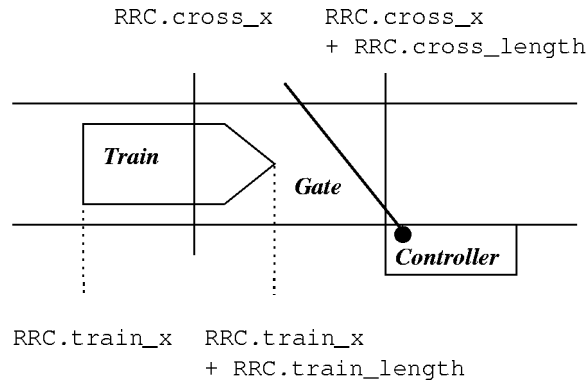 RRC.cross_x
RRC.cross_x
+ RRC.cross_length
Train
Gate
Controller
RRC.train_x
RRC.train_x
+ RRC.train_length